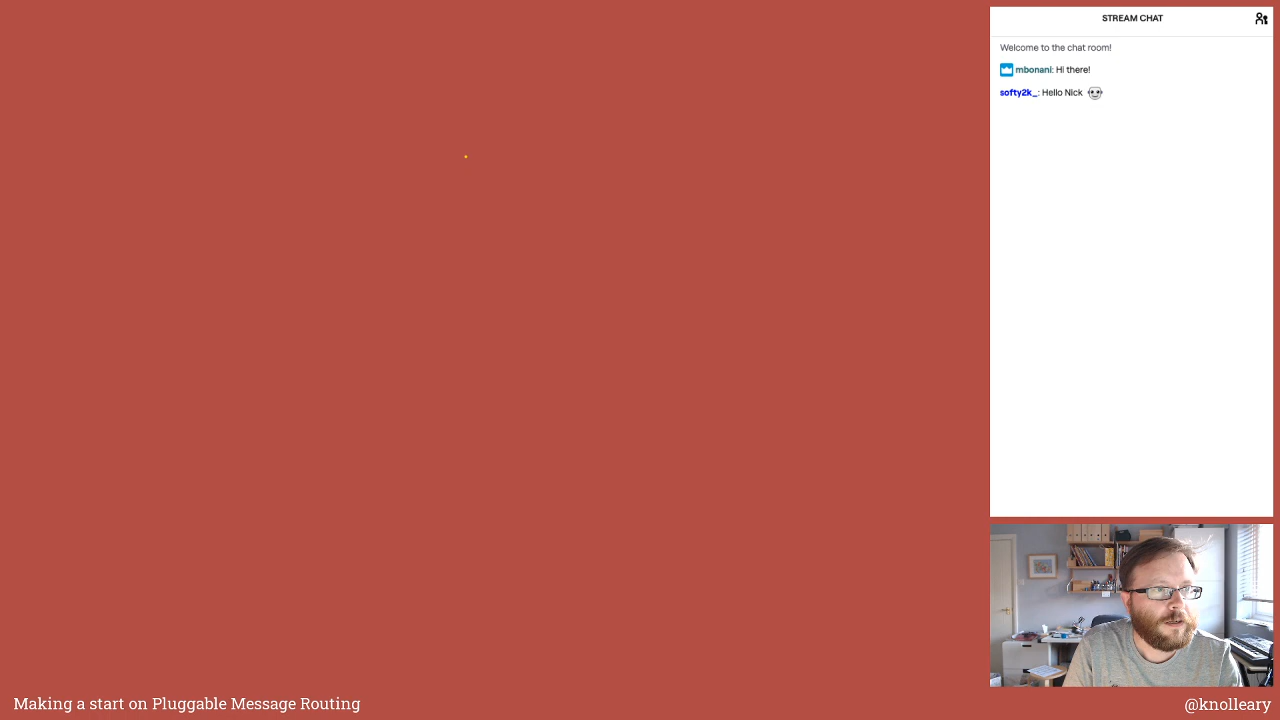 STREAM CHAT
Welcome to the chat room!
mbonani: Hi there!
softy2k_: Hello Nick
Making a start on Pluggable Message Routing
@knolleary